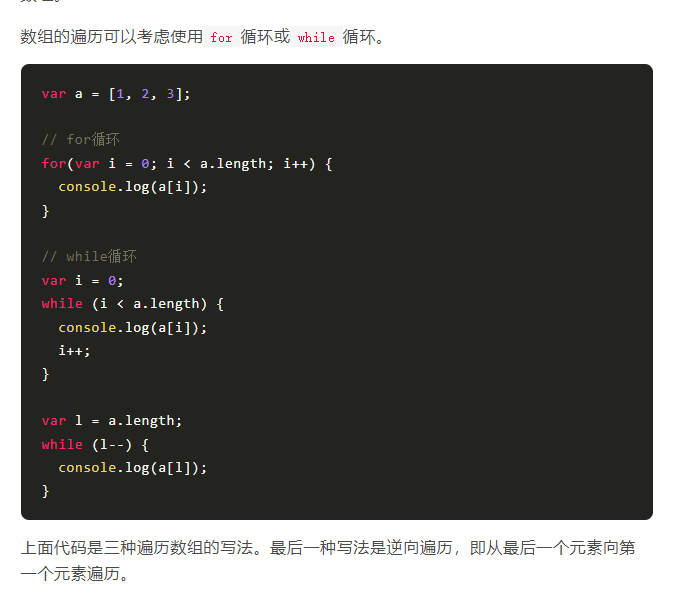 数组的遍历可以考虑使用 for 循环或 while 循环。
var a = [1, 2, 3];
// for循环
for(var i = 0; i < a.length; i++) {
  console.log(a[i]);
}
// while循环
var i = 0;
while (i < a.length) {
  console.log(a[i]);
  i++;
}
var l = a.length;
while (l--) {
  console.log(a[l]);
}
上面代码是三种遍历数组的写法。最后一种写法是逆向遍历，即从最后一个元素向第
一个元素遍历。